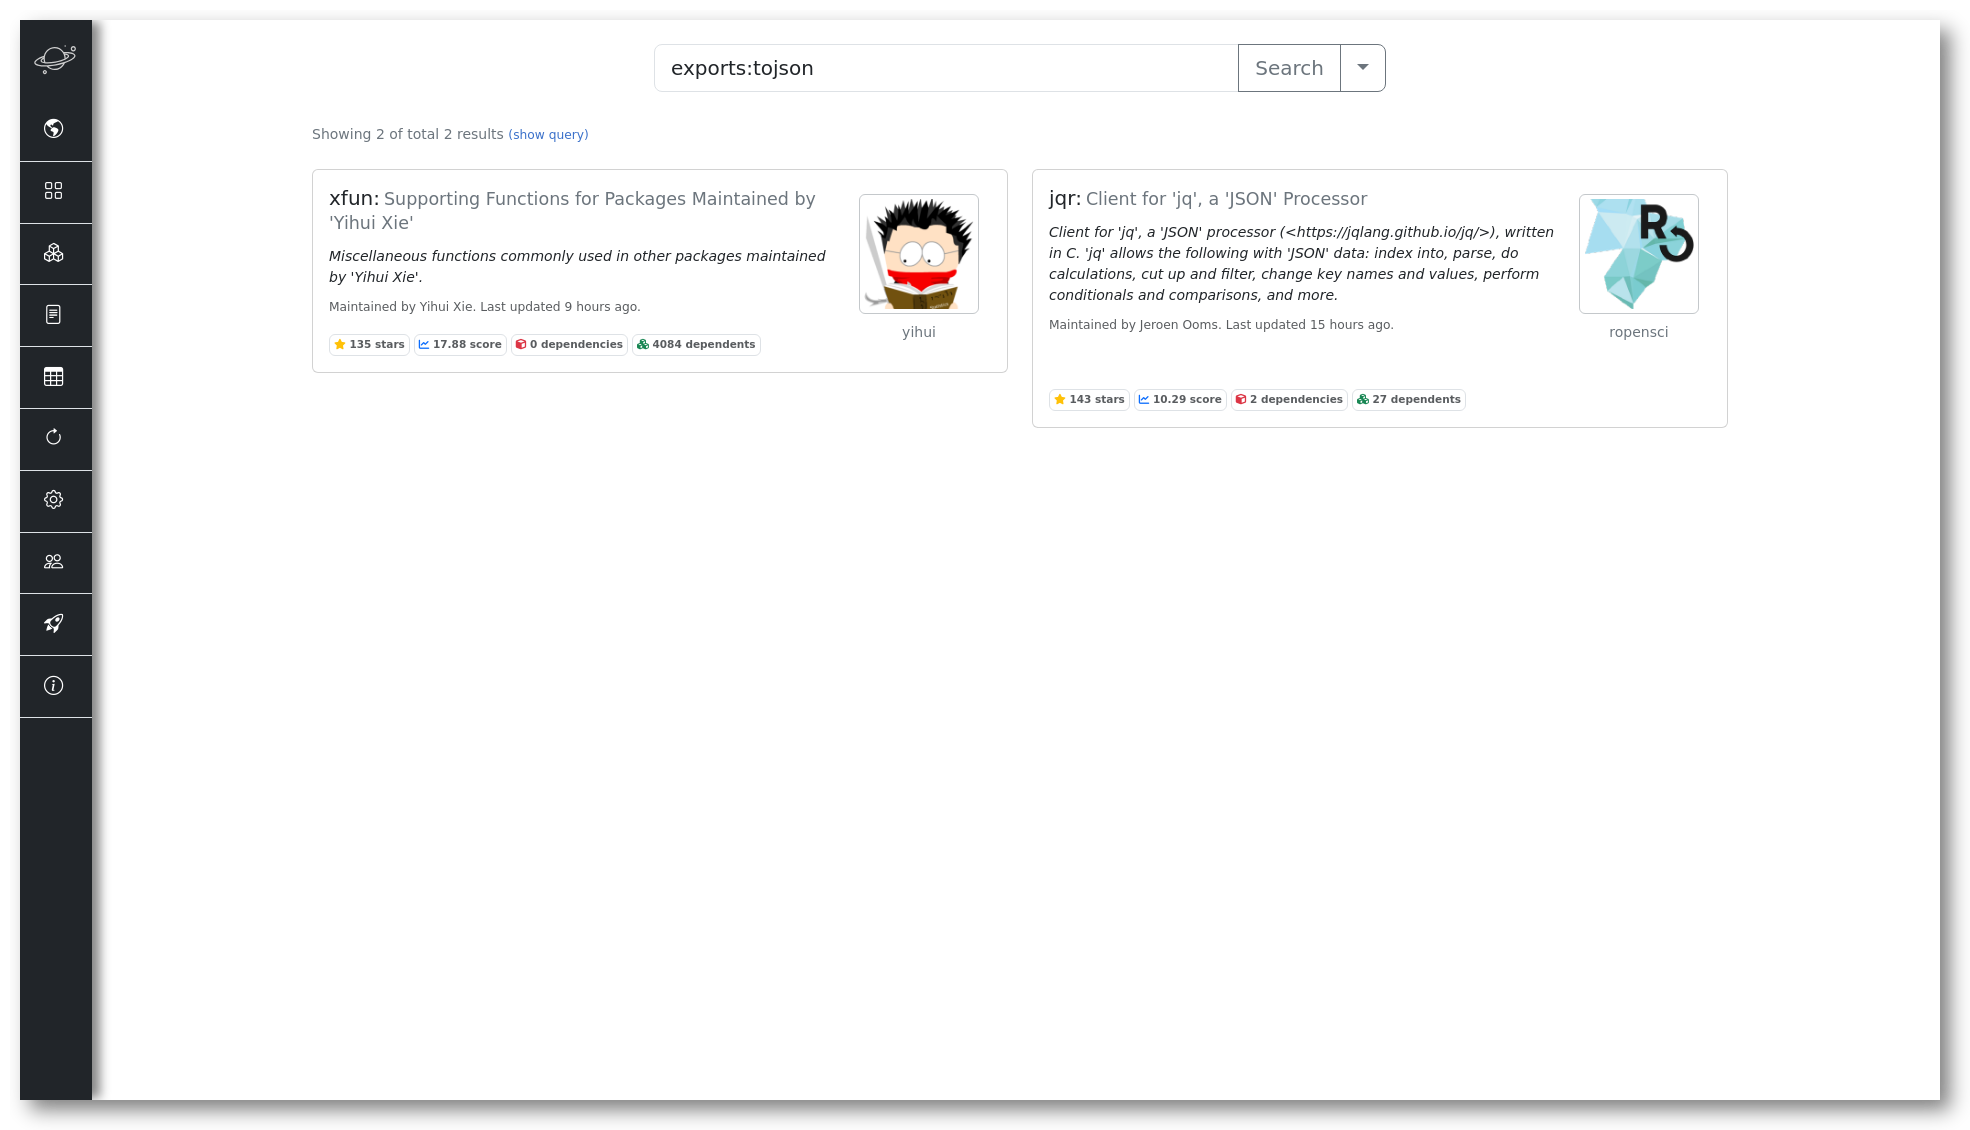 exports:tojson
Search
Showing 2 of total 2 results (show query)
xfun: Supporting Functions for Packages Maintained by
'Yihui Xie'
Miscellaneous functions commonly used in other packages maintained
by 'Yihui Xie'.
Maintained by Yihui Xie. Last updated 9 hours ago.
135 stars 17.88 score 0 dependencies 4084 dependents
yihui
jqr: Client for 'jq', a 'JSON' Processor
Client for 'jq', a 'JSON' processor (<https://jqlang.github.io/jq/>), written
in C. 'jq' allows the following with 'JSON' data: index into, parse, do
calculations, cut up and filter, change key names and values, perform
conditionals and comparisons, and more.
Maintained by Jeroen Ooms. Last updated 15 hours ago.
143 stars 10.29 score 2 dependencies 27 dependents
R
ropensci